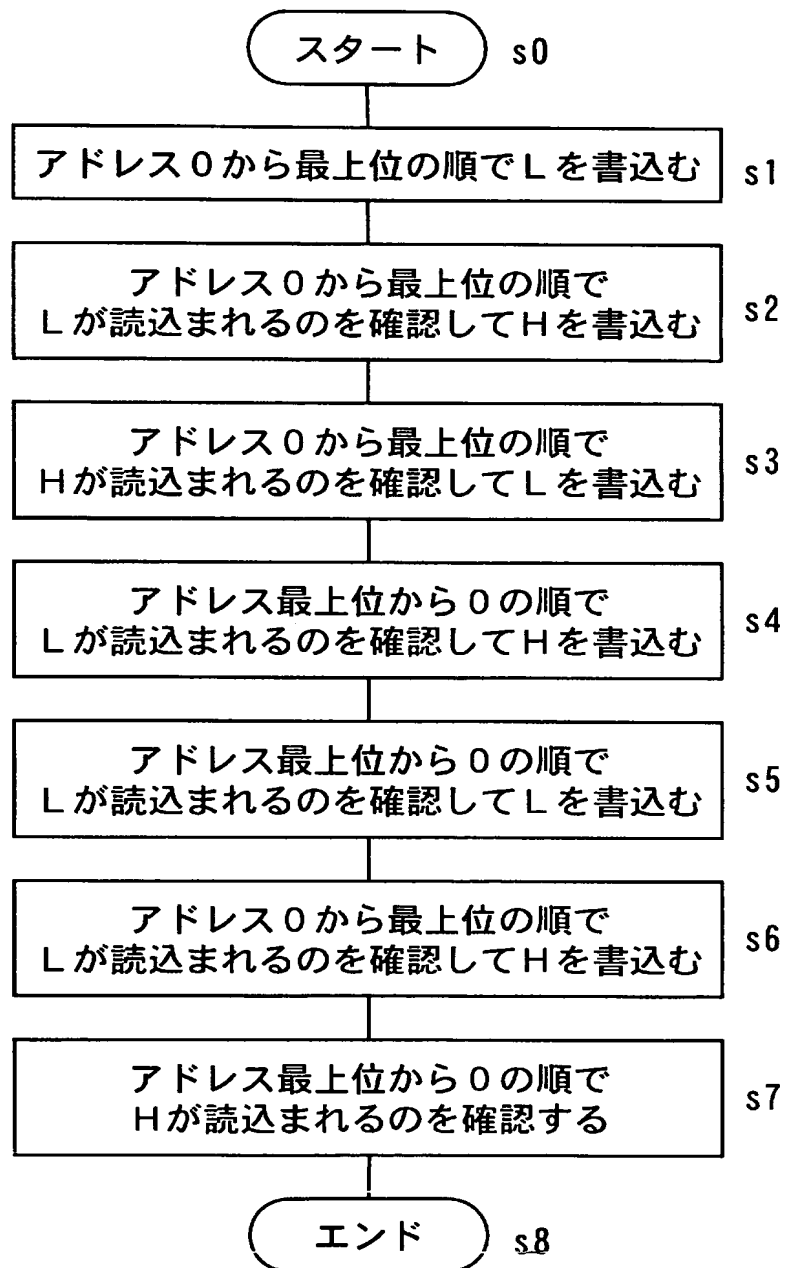 スタート s0
アドレス0から最上位の順でLを書込む s1
アドレス0から最上位の順で
Lが読込まれるのを確認してHを書込む s2
アドレス0から最上位の順で
Hが読込まれるのを確認してLを書込む s3
アドレス最上位から0の順で
Lが読込まれるのを確認してHを書込む s4
アドレス最上位から0の順で
Lが読込まれるのを確認してLを書込む s5
アドレス0から最上位の順で
Lが読込まれるのを確認してHを書込む s6
アドレス最上位から0の順で
Hが読込まれるのを確認する s7
エンド s8